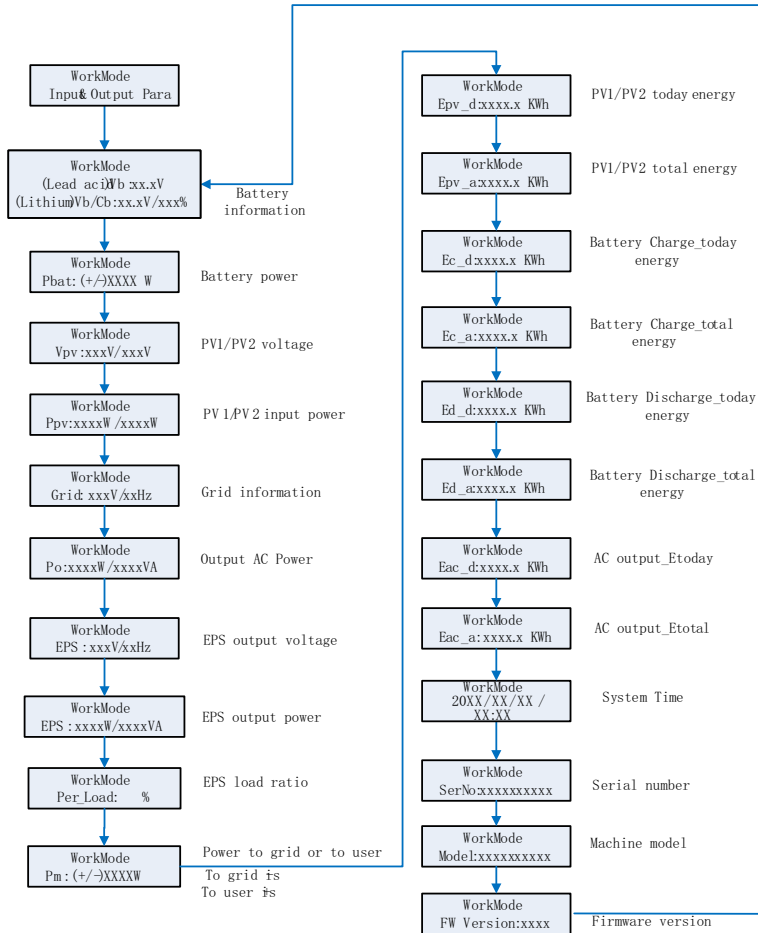 WorkMode
Input& Output Para
WorkMode
(Lead acid)Vb:xx.xV
(Lithium)Vb/Cb:xx.xV/xxx%
Battery
information
WorkMode
Pbat:(+/-)XXXX W
Battery power
WorkMode
Vpv:xxxV/xxxV
PV1/PV2 voltage
WorkMode
Ppv:xxxxW/xxxxW
PV1/PV2 input power
WorkMode
Grid:xxxV/xxHz
Grid information
WorkMode
Po:xxxxW/xxxxVA
Output AC Power
WorkMode
EPS:xxxV/xxHz
EPS output voltage
WorkMode
EPS:xxxxW/xxxxVA
EPS output power
WorkMode
Per_Load: %
EPS load ratio
WorkMode
Pm:(+/-)XXXXW
Power to grid or to user
To grid is
To user is
WorkMode
Epv_d:xxxx.x KWh
PV1/PV2 today energy
WorkMode
Epv_a:xxxx.x KWh
PV1/PV2 total energy
WorkMode
Ec_d:xxxx.x KWh
Battery Charge_today
energy
WorkMode
Ec_a:xxxx.x KWh
Battery Charge_total
energy
WorkMode
Ed_d:xxxx.x KWh
Battery Discharge_today
energy
WorkMode
Ed_a:xxxx.x KWh
Battery Discharge_total
energy
WorkMode
Eac_d:xxxx.x KWh
AC output_Etoday
WorkMode
Eac_a:xxxx.x KWh
AC output_Etotal
WorkMode
20XX/XX/XX/
XX:XX
System Time
WorkMode
SerNo:xxxxxxxxxx
Serial number
WorkMode
Model:xxxxxxxxxx
Machine model
WorkMode
FW Version:xxxx
Firmware version